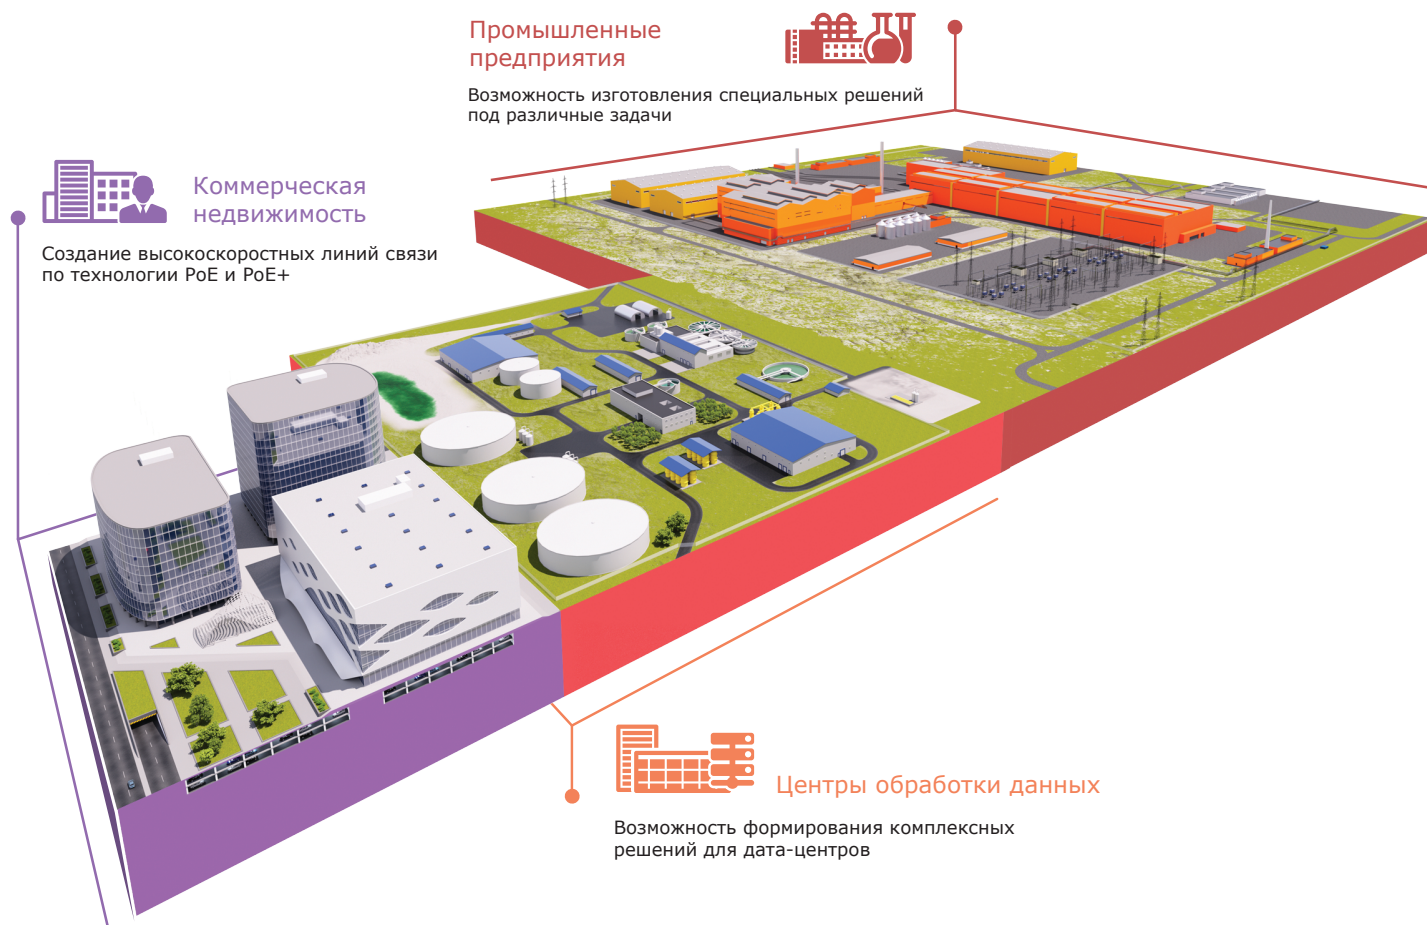 Промышленные
предприятия
Возможность изготовления специальных решений
под различные задачи
Коммерческая
недвижимость
Создание высокоскоростных линий связи
по технологии PoE и PoE+
Центры обработки данных
Возможность формирования комплексных
решений для дата-центров